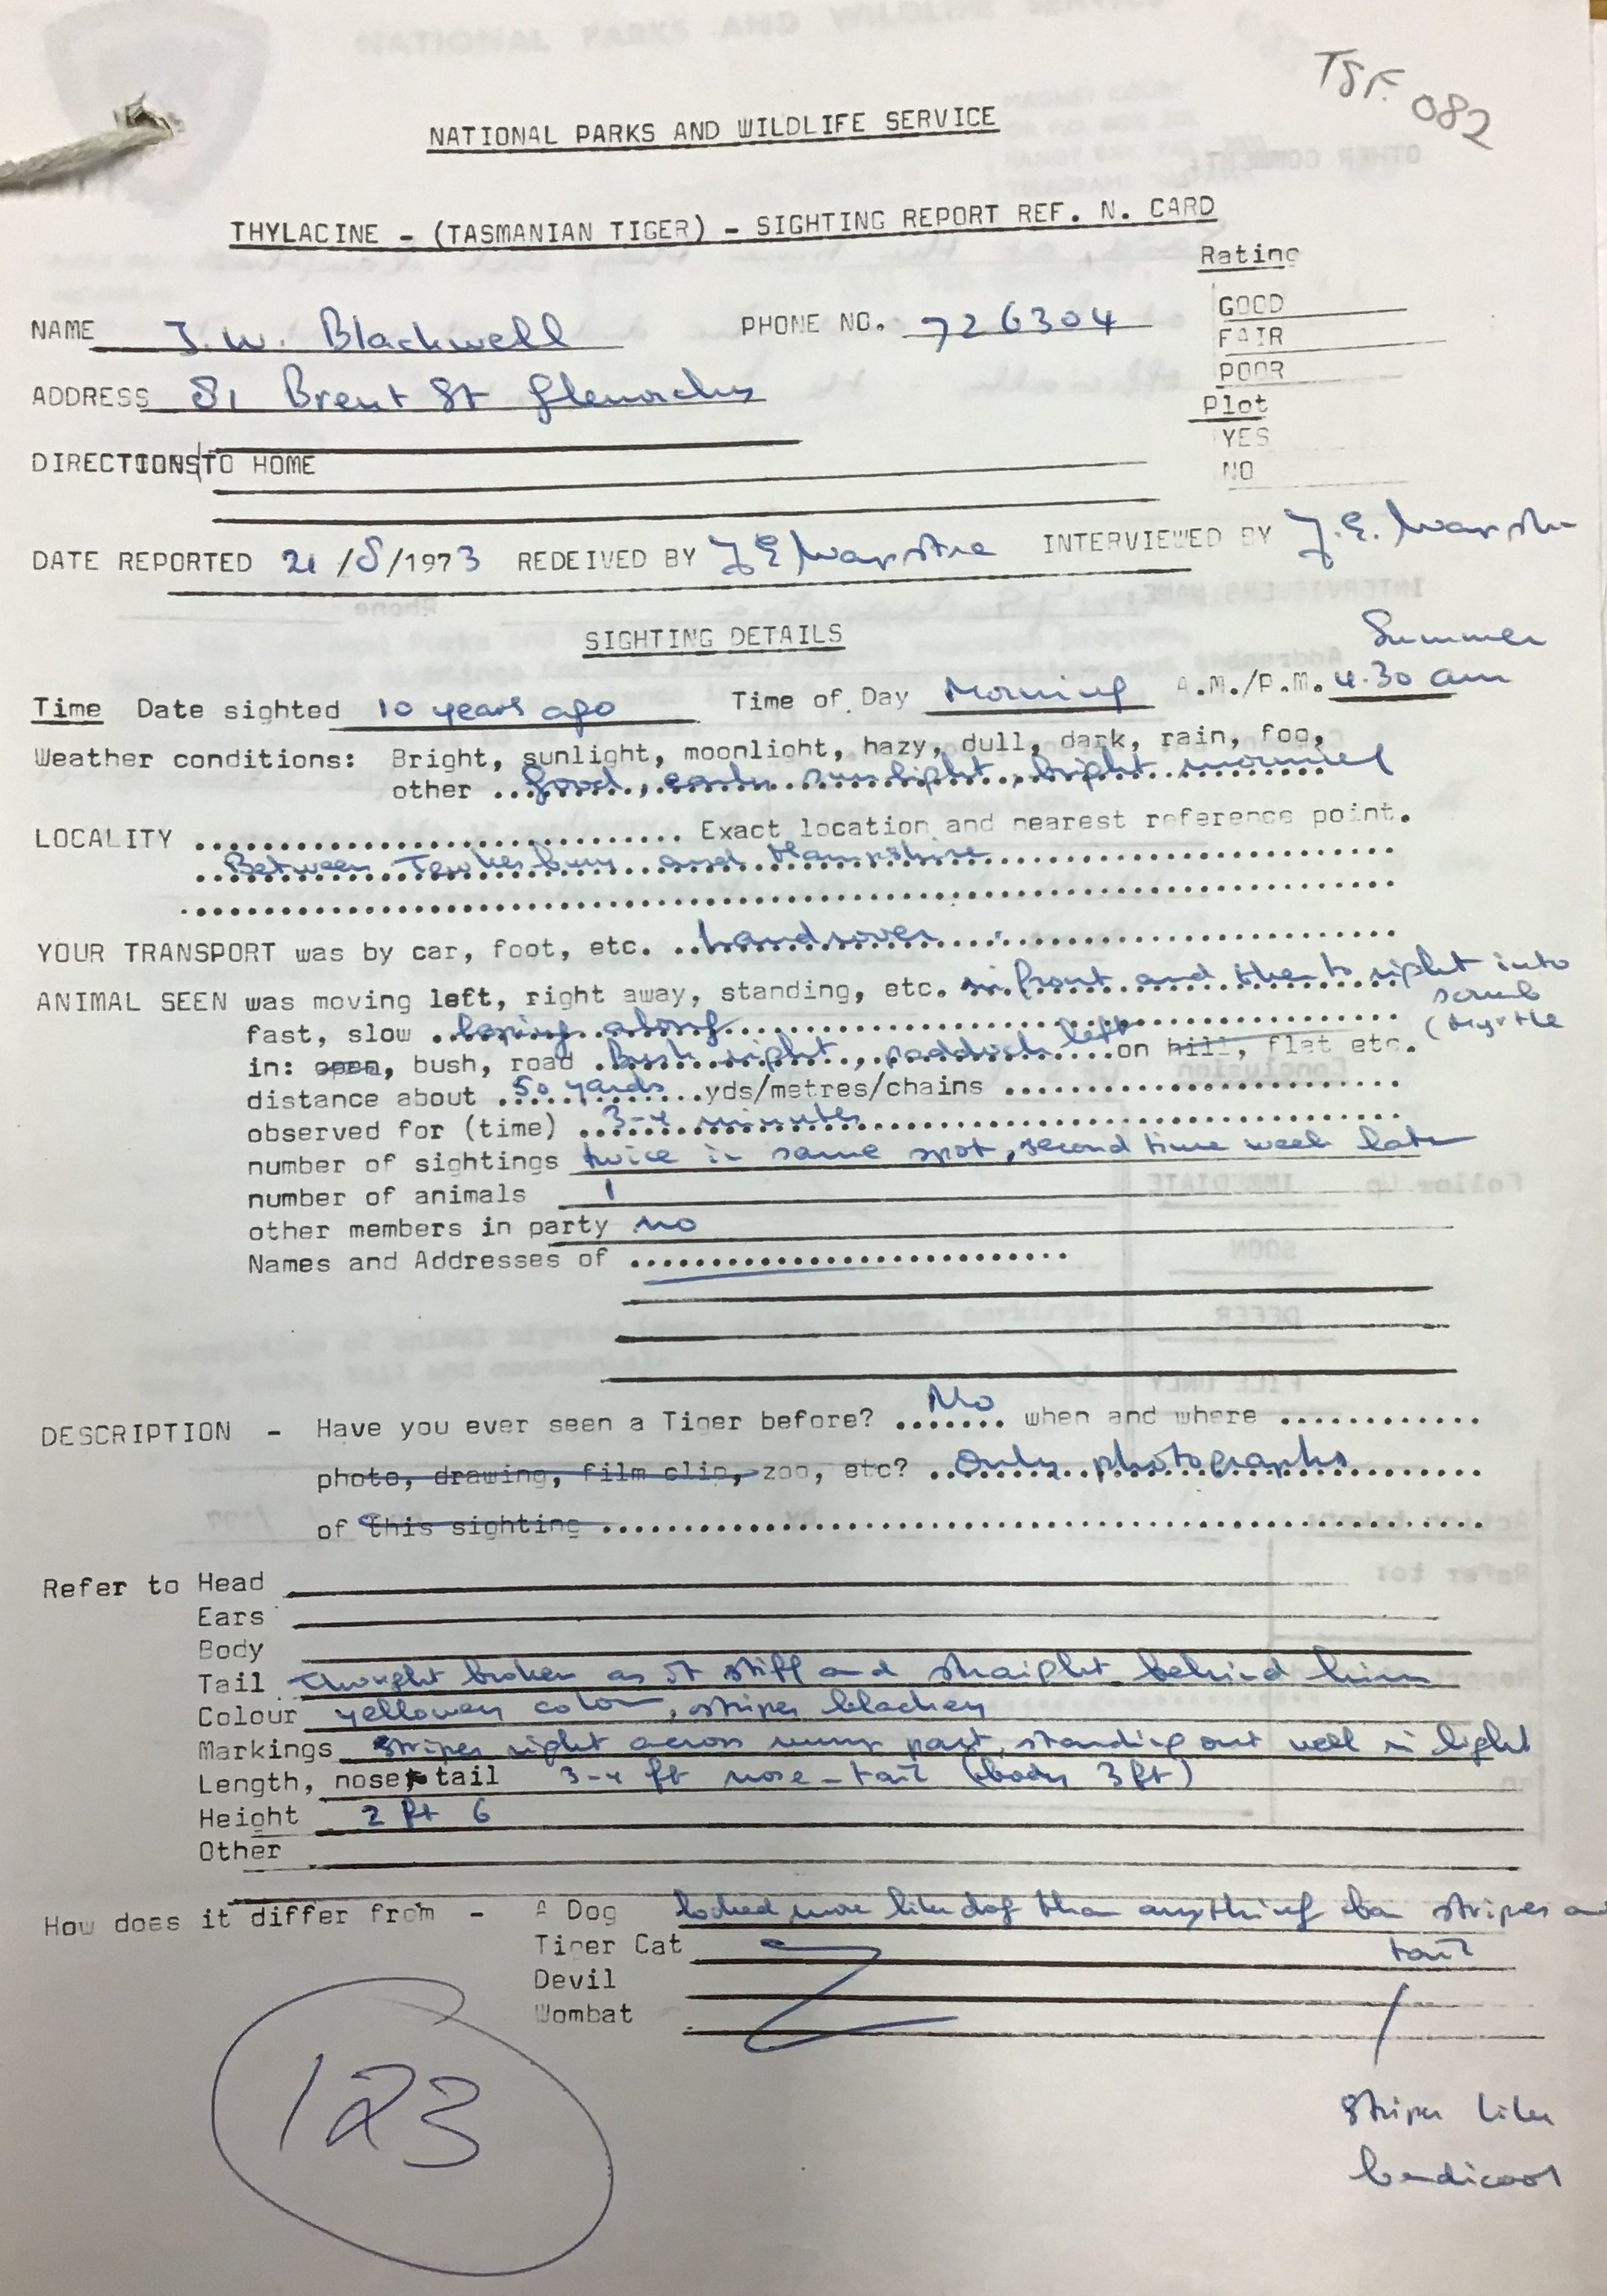 TSF. 082
NATIONAL PARKS AND WILDLIFE SERVICE
THYLACINE - (TASMANIAN TIGER) - SIGHTING REPORT REF. N. CARD
Rating
GOOD
FAIR
POOR
Plot
YES
NO
NAME J.W. Blackwell PHONE NO. 726304
ADDRESS 81 Brent St Glenorchy
DIRECTIONS TO HOME
DATE REPORTED 21/8/1973 REDEIVED BY J E INTERVIEWED BY J.E.
SIGHTING DETAILS
Summer
Time Date sighted 10 years ago Time of Day Morning A.M./P.M. 4.30 am
Weather conditions: Bright, sunlight, moonlight, hazy, dull, dark, rain, fog,
other good, early sunlight, bright morning
LOCALITY Exact location and nearest reference point.
Between Tewkesbury and Hampshire
YOUR TRANSPORT was by car, foot, etc. Landrover
ANIMAL SEEN was moving left, right away, standing, etc. in front and then to right into
scrub
fast, slow loping along (Myrtle
in: open, bush, road Bush right, paddock left on hill, flat etc.
distance about 50 yards yds/metres/chains
observed for (time) 3-4 minutes
number of sightings twice in same spot, second time week late
number of animals 1
other members in party No
Names and Addresses of
DESCRIPTION - Have you ever seen a Tiger before? No when and where
photo, drawing, film clip, zoo, etc? Only photographs
of this sighting
Refer to Head
Ears
Body
Tail thought broken as it stiff and straight behind him
Colour yellowey colour, stripes blackey
Markings Stripes right across rump part, standing out well in light
Length, nose tail 3-4 ft nose - tail (body 3ft)
Height 2 ft 6
Other
How does it differ from - A Dog looked more like dog than anything bar stripes
tail
Tiger Cat
Devil
Wombat
123
stripes like
bandicoot